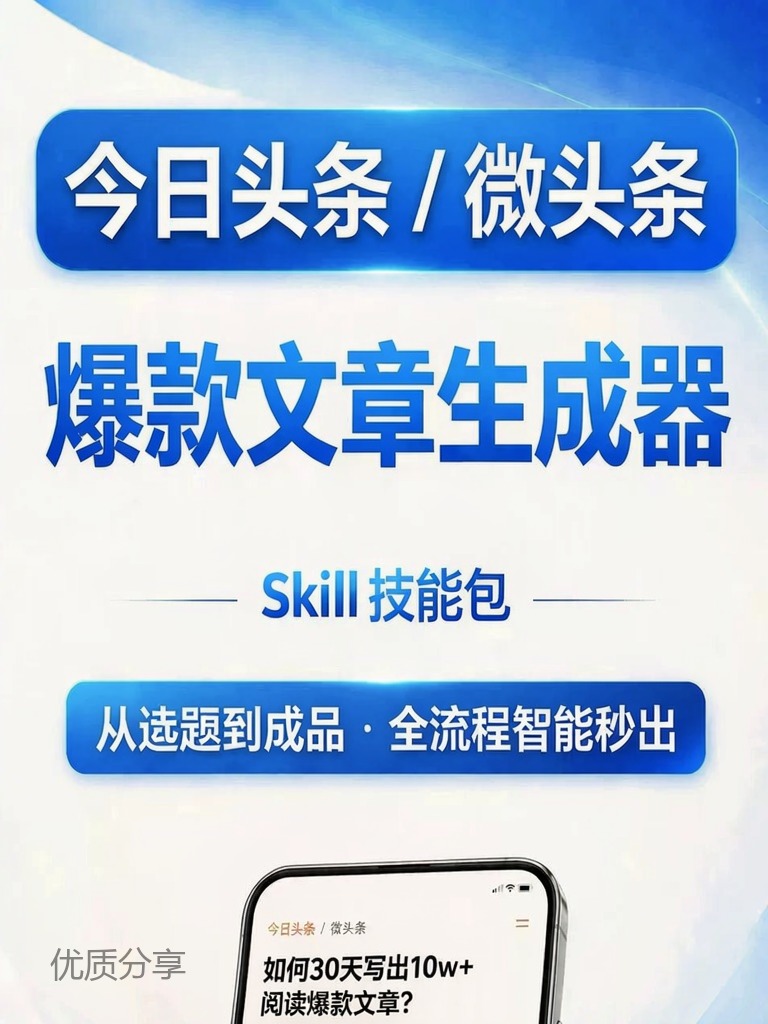 今日头条 / 微头条
爆款文章生成器
Skill 技能包
从选题到成品 · 全流程智能秒出
今日头条 / 微头条
如何30天写出10w+
阅读爆款文章?
优质分享